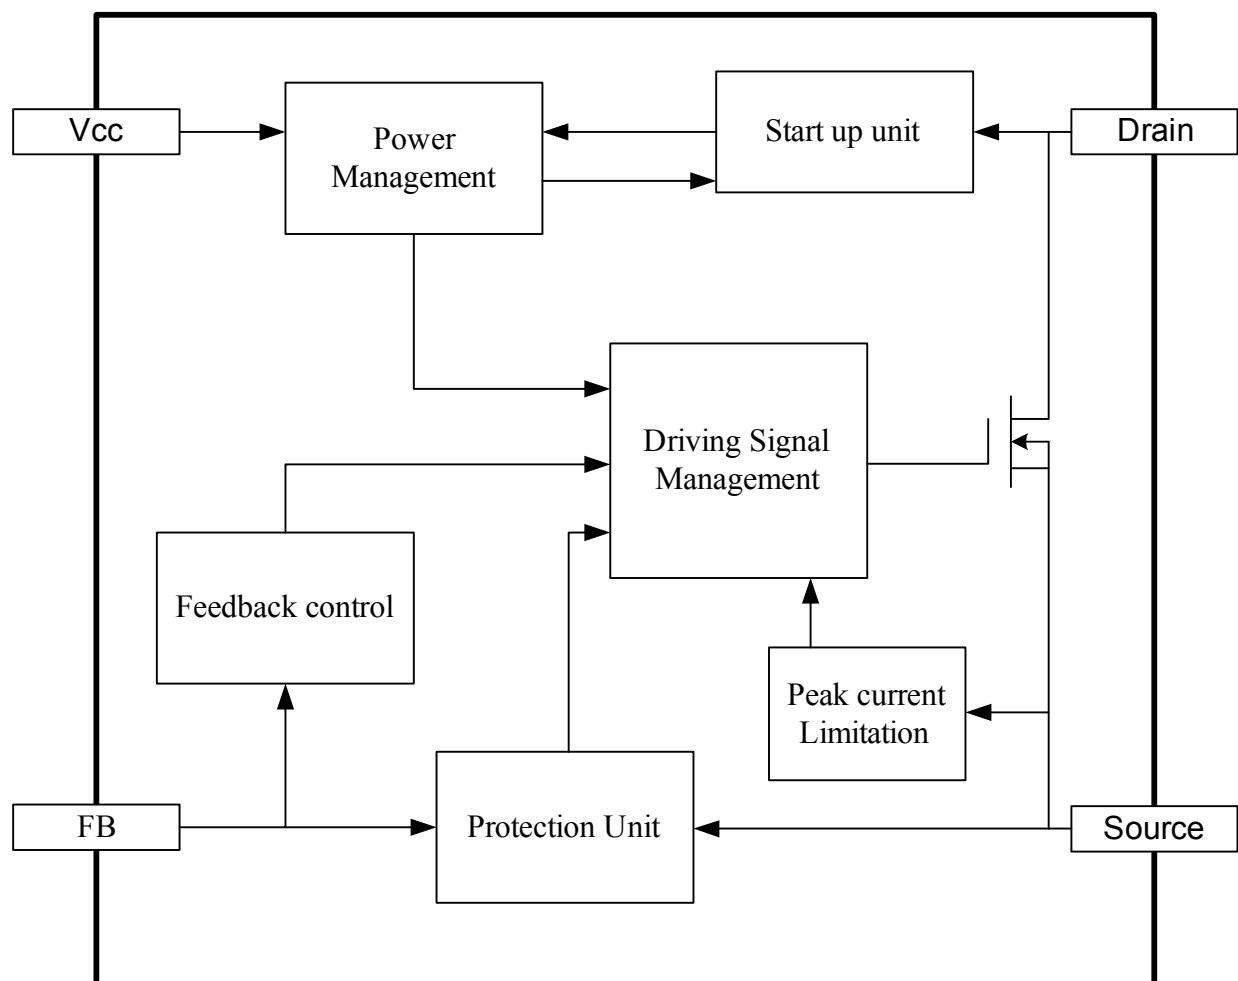 Vcc
Power
Management
Start up unit
Drain
Driving Signal
Management
Feedback control
Peak current
Limitation
FB
Protection Unit
Source